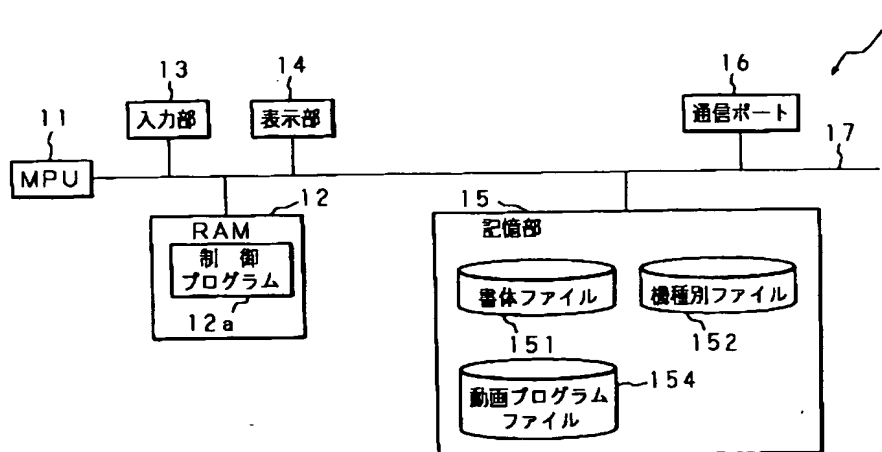 13
14
16
11
入力部
表示部
通信ポート
17
MPU
12
15
RAM
記憶部
制 御
プログラム
書体ファイル
機種別ファイル
12a
151
152
154
動画プログラム
ファイル